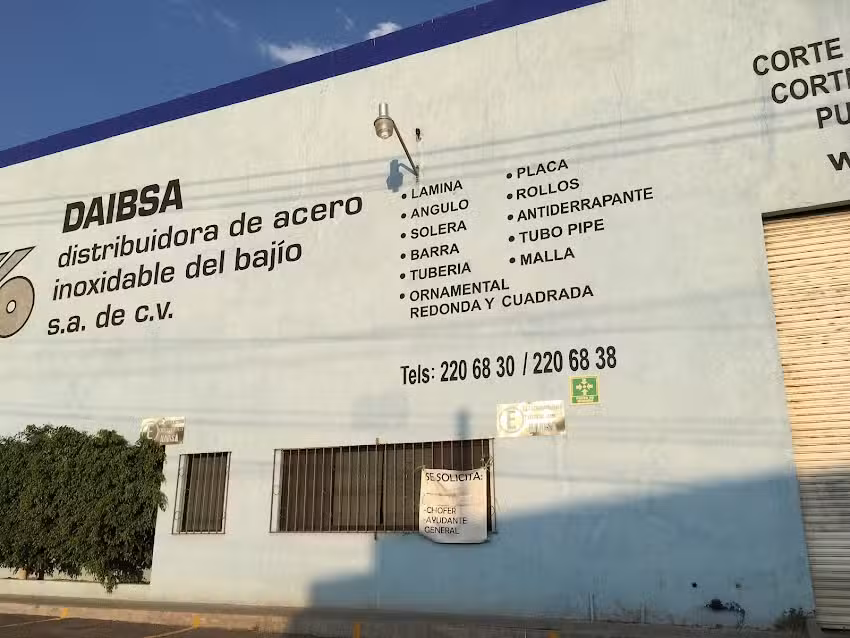 DAIBSA
distribuidora de acero
inoxidable del bajío
s.a. de c.v.
• LAMINA
• ANGULO
• SOLERA
• BARRA
• TUBERIA
• ORNAMENTAL
REDONDA Y CUADRADA
• PLACA
• ROLLOS
• ANTIDERRAPANTE
• TUBO PIPE
• MALLA
Tels: 220 68 30 / 220 68 38
CORTE
CORTE
PU
W
E
E
SE SOLICITA:
-CHOFER
-AYUDANTE
GENERAL